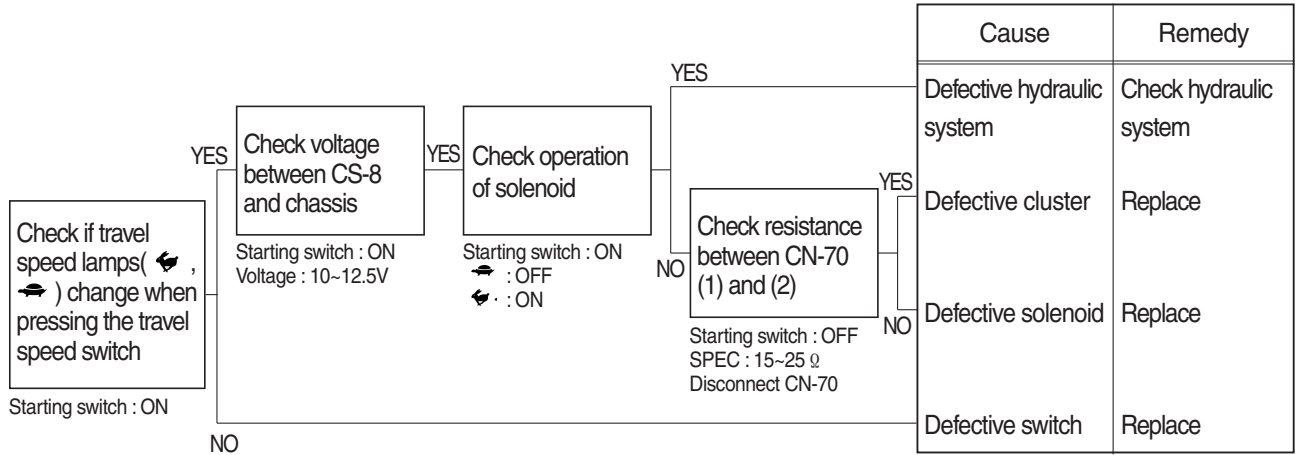 Check if travel
speed lamps( , 
) change when
pressing the travel
speed switch
Starting switch : ON
YES
NO
Check voltage
between CS-8
and chassis
Starting switch : ON
Voltage : 10~12.5V
YES
Check operation
of solenoid
Starting switch : ON
: OFF
: ON
YES
NO
Check resistance
between CN-70
(1) and (2)
Starting switch : OFF
SPEC : 15~25 Ω
Disconnect CN-70
YES
NO
Cause Remedy
Defective hydraulic Check hydraulic
system system
Defective cluster Replace
Defective solenoid Replace
Defective switch Replace